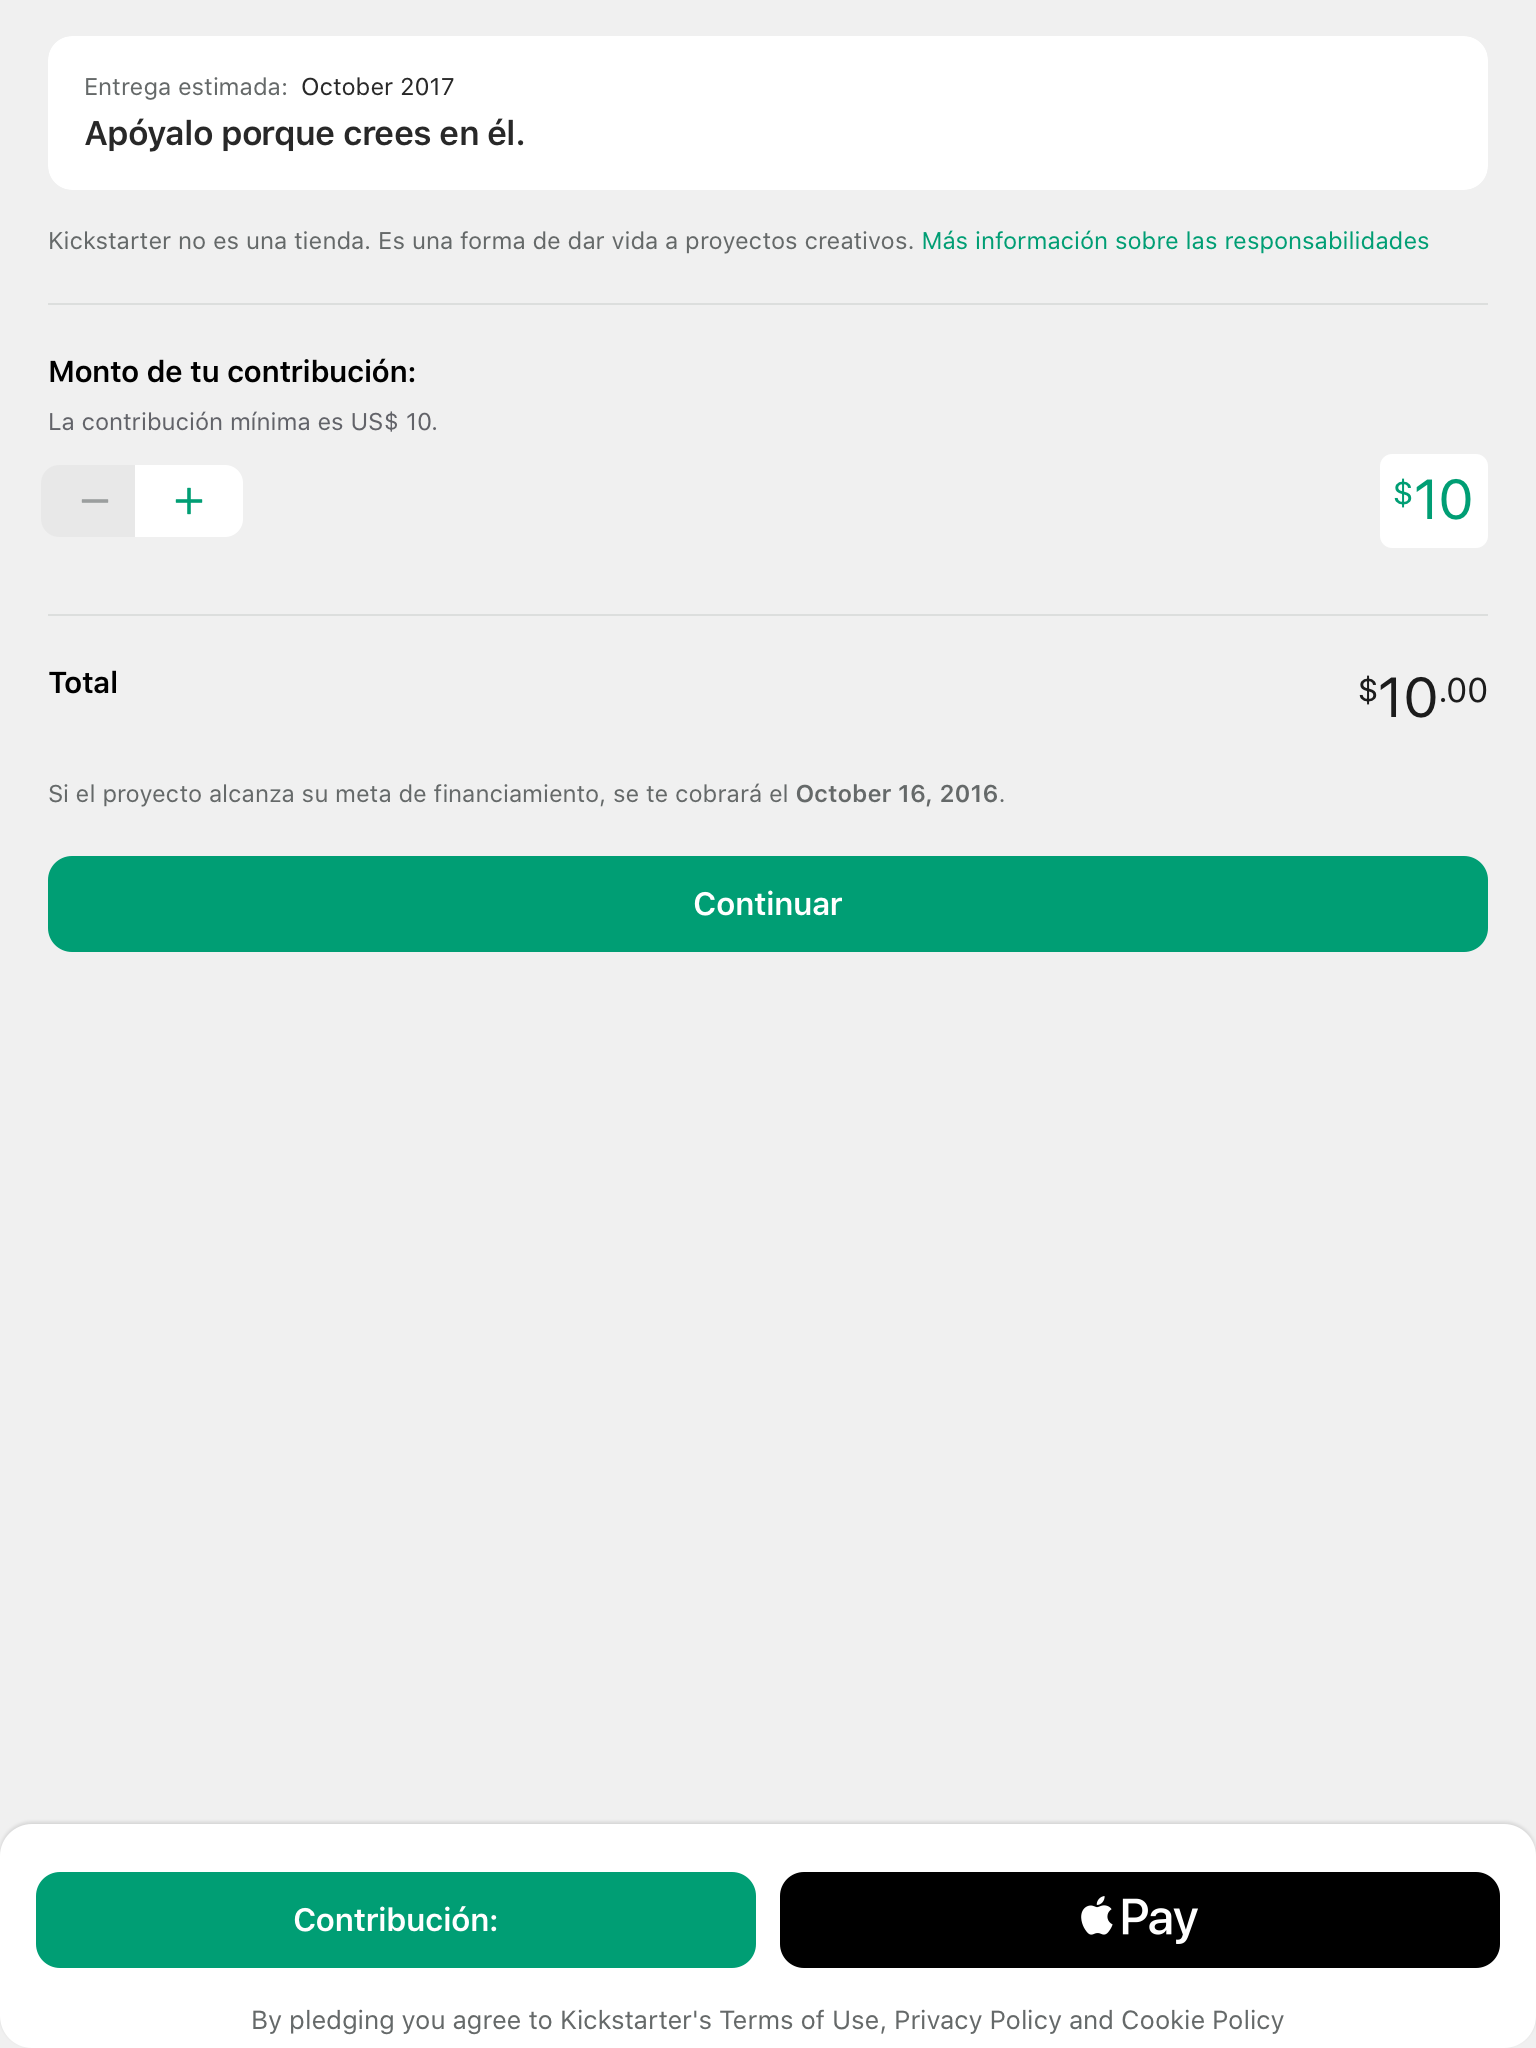 Entrega estimada: October 2017
Apóyalo porque crees en él.
Kickstarter no es una tienda. Es una forma de dar vida a proyectos creativos. Más información sobre las responsabilidades
Monto de tu contribución:
La contribución mínima es US$ 10.
$10
Total
$10.00
Si el proyecto alcanza su meta de financiamiento, se te cobrará el October 16, 2016.
Continuar
Contribución:
Pay
By pledging you agree to Kickstarter's Terms of Use, Privacy Policy and Cookie Policy